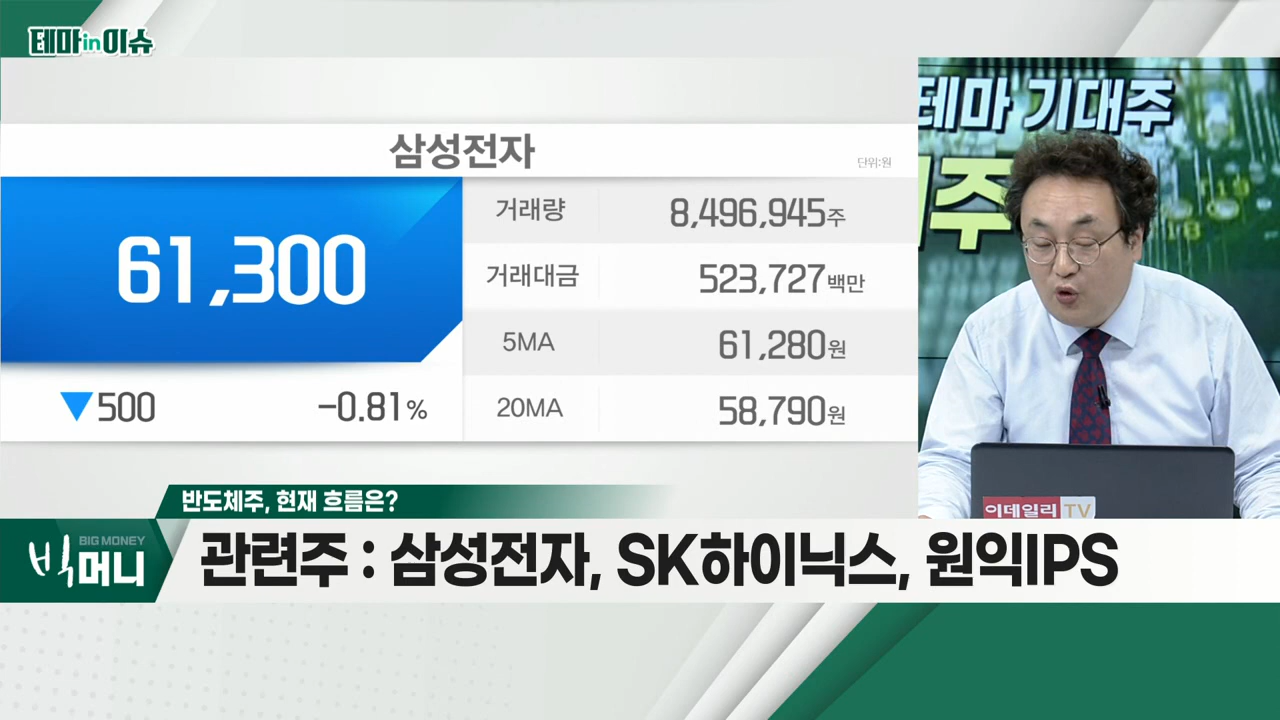 테마in이슈
테마 기대주
주
삼성전자
단위:원
61,300
▼500 -0.81%
거래량 8,496,945주
거래대금 523,727백만
5MA 61,280원
20MA 58,790원
이데일리TV
반도체주, 현재 흐름은?
BIG MONEY
빅머니
관련주 : 삼성전자, SK하이닉스, 원익IPS